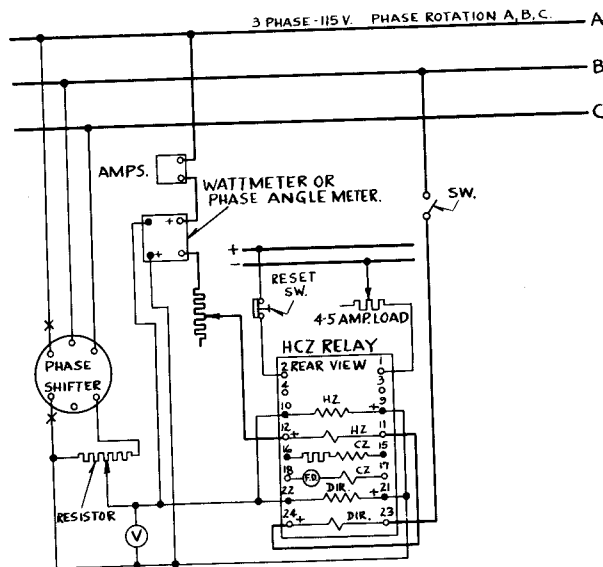 3 PHASE-115 V. PHASE ROTATION A, B, C.
A
B
C
AMPS.
WATTMETER OR
PHASE ANGLE METER.
SW.
+
+
+
-
RESET
SW.
4-5 AMP. LOAD
HCZ RELAY
REAR VIEW
2 1
4 3
10 HZ + 9
12 + HZ 11
16 CZ 15
18 F.D. CZ 17
22 DIR. + 21
24 + DIR. 23
PHASE
SHIFTER
RESISTOR
V